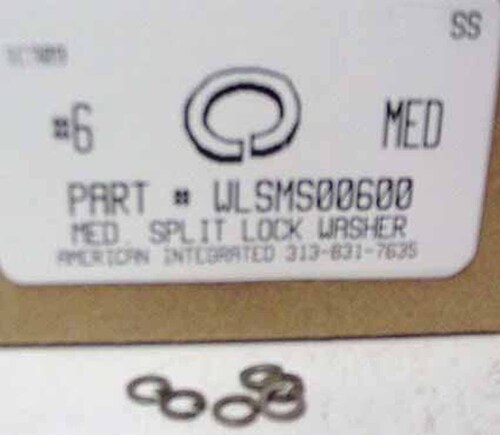 SS
#6
MED
PART # WLSMS00600
MED SPLIT LOCK WASHER
AMERICAN INTEGRATED 313-831-7635